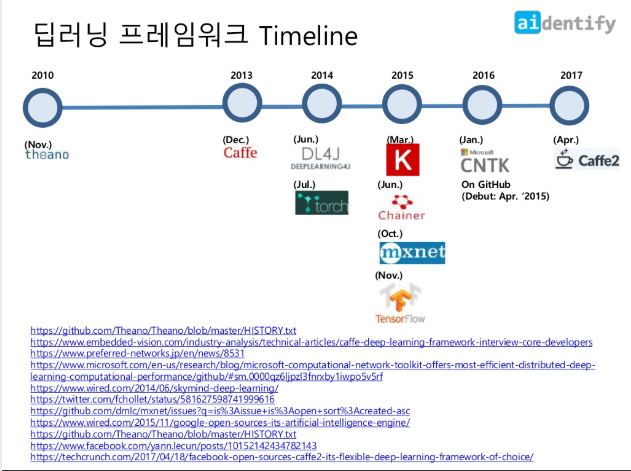 딥러닝 프레임워크 Timeline
aidentify
2010
2013
2014
2015
2016
2017
(Nov.)
theano
(Dec.)
Caffe
(Jun.)
DL4J
DEEPLEARNING4J
(Jul.)
torch
(Mar.)
K
(Jun.)
Chainer
(Oct.)
mxnet
(Nov.)
TensorFlow
(Jan.)
Microsoft
CNTK
On GitHub
(Debut: Apr. ‘2015)
(Apr.)
Caffe2
https://github.com/Theano/Theano/blob/master/HISTORY.txt
https://www.embedded-vision.com/industry-analysis/technical-articles/caffe-deep-learning-framework-interview-core-developers
https://www.preferred-networks.jp/en/news/8531
https://www.microsoft.com/en-us/research/blog/microsoft-computational-network-toolkit-offers-most-efficient-distributed-deep-
learning-computational-performance/github/#sm.0000qz6ljpzl3fnrxby1iwpo5v5rf
https://www.wired.com/2014/06/skymind-deep-learning/
https://twitter.com/fchollet/status/581627598741999616
https://github.com/dmlc/mxnet/issues?q=is%3Aissue+is%3Aopen+sort%3Acreated-asc
https://www.wired.com/2015/11/google-open-sources-its-artificial-intelligence-engine/
https://github.com/Theano/Theano/blob/master/HISTORY.txt
https://www.facebook.com/yann.lecun/posts/10152142434782143
https://techcrunch.com/2017/04/18/facebook-open-sources-caffe2-its-flexible-deep-learning-framework-of-choice/